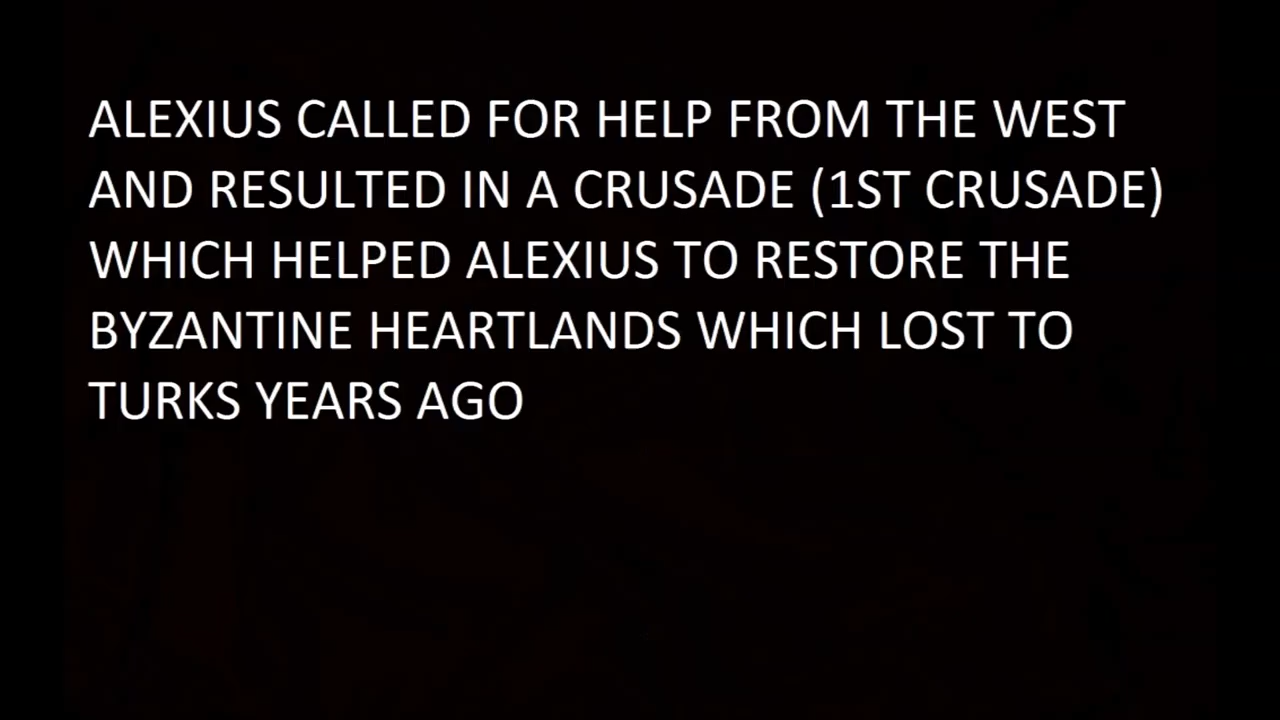 ALEXIUS CALLED FOR HELP FROM THE WEST
AND RESULTED IN A CRUSADE (1ST CRUSADE)
WHICH HELPED ALEXIUS TO RESTORE THE
BYZANTINE HEARTLANDS WHICH LOST TO
TURKS YEARS AGO